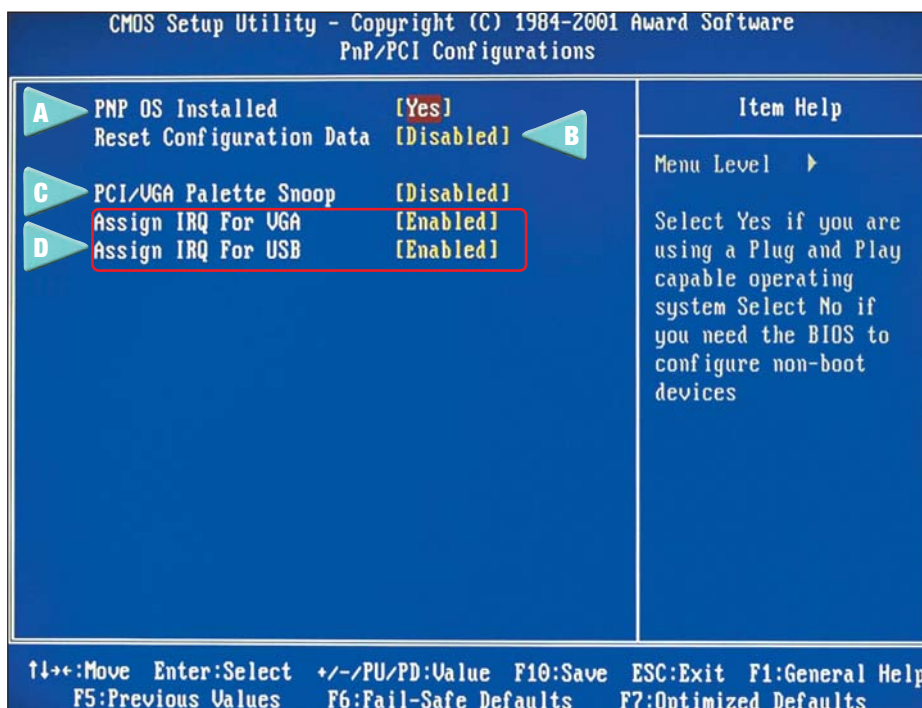 CMOS Setup Utility - Copyright (C) 1984-2001 Award Software
PnP/PCI Configurations
A PNP OS Installed [Yes]
Reset Configuration Data [Disabled] B
C PCI/VGA Palette Snoop [Disabled]
Assign IRQ For VGA [Enabled]
D Assign IRQ For USB [Enabled]
Item Help
Menu Level
Select Yes if you are
using a Plug and Play
capable operating
system Select No if
you need the BIOS to
configure non-boot
devices
↑↓→←:Move Enter:Select +/-/PU/PD:Value F10:Save ESC:Exit F1:General Help
F5:Previous Values F6:Fail-Safe Defaults F7:Optimized Defaults